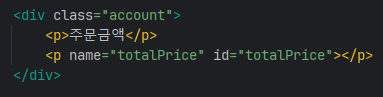 <div class="account">
<p>주문금액</p>
<p name="totalPrice" id="totalPrice"></p>
</div>